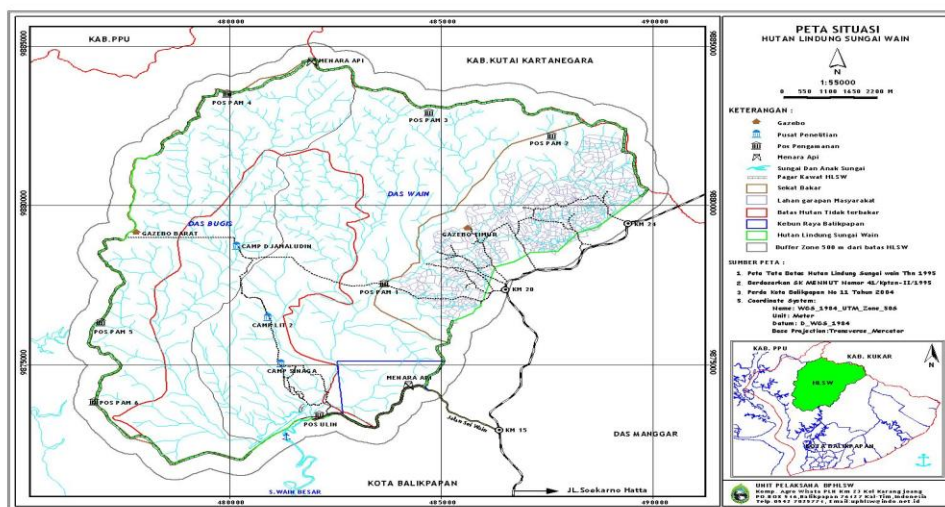 480000 485000 490000
KAB.PPU
MENARA API
KAB. KUTAI KARTANEGARA
POS PAM 4
POS PAM 3
DAS WAIN
DAS BUGIS
GAZEBO BARAT
CAMP DJAMALUDIN
GAZEBO TIMUR
KM 24
POS PAM 1
KM 20
POS PAM 5
CAMP LIT 2
CAMP SINAGA
MENARA API
POS PAM 6
POS ULIN
Jalan Sei Wain
KM 15
DAS MANGGAR
S.WAIN BESAR
KOTA BALIKPAPAN
JL.Soekarno Hatta
480000 485000 490000
PETA SITUASI
HUTAN LINDUNG SUNGAI WAIN
N
1:55000
0 550 1100 1650 2200 M
KETERANGAN :
Gazebo
Pusat Penelitian
Pos Pengamanan
Menara Api
Sungai Dan Anak Sungai
Pagar Kawat HLSW
Sekat Bakar
Lahan garapan Masyarakat
Batas Hutan Tidak terbakar
Kebun Raya Balikpapan
Hutan Lindung Sungai Wain
Buffer Zone 500 m dari batas HLSW
SUMBER PETA :
1. Peta Tata Batas Hutan Lindung Sungai wain Thn 1995
2. Berdasarkan SK MENHUT Nomor 41/Kpts-II/1995
3. Perda Kota Balikpapan No 11 Tahun 2004
Coordinate System:
Name: WGS_1984_UTM_Zone_50S
Unit: Meter
Datum: D_WGS_1984
Base Projection:Transverse_Mercator
KAB. PPU
KAB. KUKAR
N
HLSW
KOTA BALIKPAPAN
UNIT PELAKSANA BPHLSW